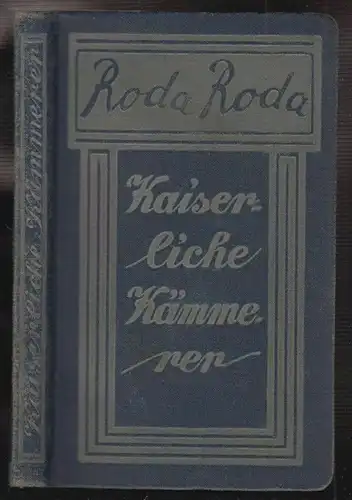 Roda Roda
Kaiser-
liche
Kämme-
rer
Kaiserliche Kämmerer